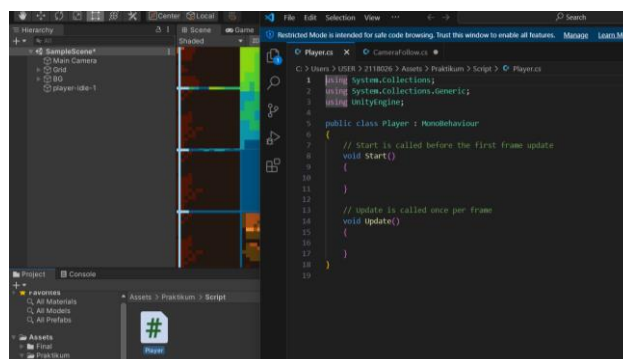 Center Local
File Edit Selection View ...
Search
Hierarchy
Scene
Game
Restricted Mode is intended for safe code browsing. Trust this window to enable all features. Manage Learn M
All
Shaded
SampleScene*
Main Camera
Grid
BG
player-idle-1
Player.cs
CameraFollow.cs
C: > Users > USER > 2118026 > Assets > Praktikum > Script > Player.cs
1 using System.Collections;
2 using System.Collections.Generic;
3 using UnityEngine;
4
5 public class Player : MonoBehaviour
6 {
7 // Start is called before the first frame update
8 void Start()
9 {
10
11 }
12
13 // Update is called once per frame
14 void Update()
15 {
16
17 }
18 }
19
Project Console
Favorites
All Materials
All Models
All Prefabs
Assets
Final
Praktikum
Assets > Praktikum > Script
#
Player